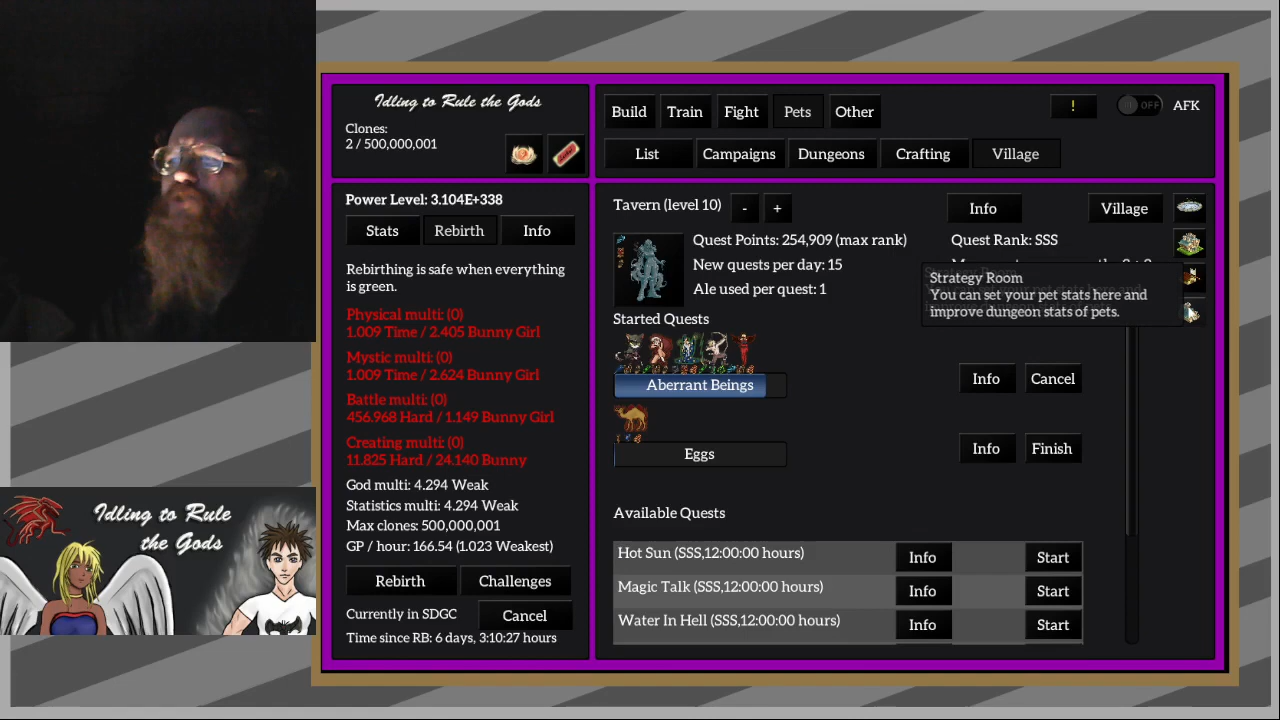 Idling to Rule the Gods
Clones:
2 / 500,000,001
Build
Train
Fight
Pets
Other
!
OFF
AFK
List
Campaigns
Dungeons
Crafting
Village
Power Level: 3.104E+338
Stats
Rebirth
Info
Rebirthing is safe when everything
is green.
Physical multi: (0)
1.009 Time / 2.405 Bunny Girl
Mystic multi: (0)
1.009 Time / 2.624 Bunny Girl
Battle multi: (0)
456.968 Hard / 1.149 Bunny Girl
Creating multi: (0)
11.825 Hard / 24.140 Bunny
God multi: 4.294 Weak
Statistics multi: 4.294 Weak
Max clones: 500,000,001
GP / hour: 166.54 (1.023 Weakest)
Rebirth
Challenges
Currently in SDGC
Cancel
Time since RB: 6 days, 3:10:27 hours
Tavern (level 10)
-
+
Info
Village
Quest Points: 254,909 (max rank)
Quest Rank: SSS
New quests per day: 15
Ale used per quest: 1
Strategy Room
You can set your pet stats here and
improve dungeon stats of pets.
Started Quests
Aberrant Beings
Info
Cancel
Eggs
Info
Finish
Available Quests
Hot Sun (SSS,12:00:00 hours)
Info
Start
Magic Talk (SSS,12:00:00 hours)
Info
Start
Water In Hell (SSS,12:00:00 hours)
Info
Start
Idling to Rule
the Gods